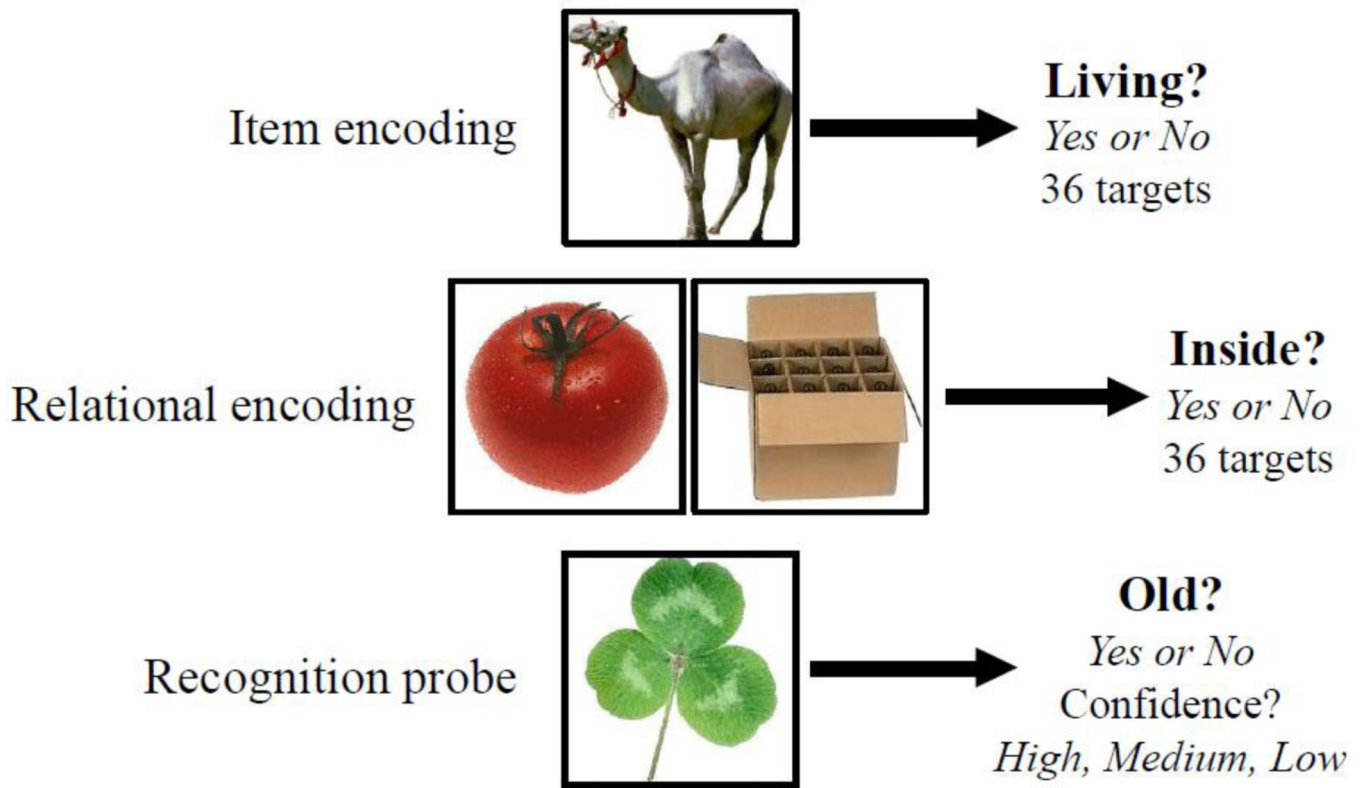 Item encoding
Living?
Yes or No
36 targets
Relational encoding
Inside?
Yes or No
36 targets
Recognition probe
Old?
Yes or No
Confidence?
High, Medium, Low